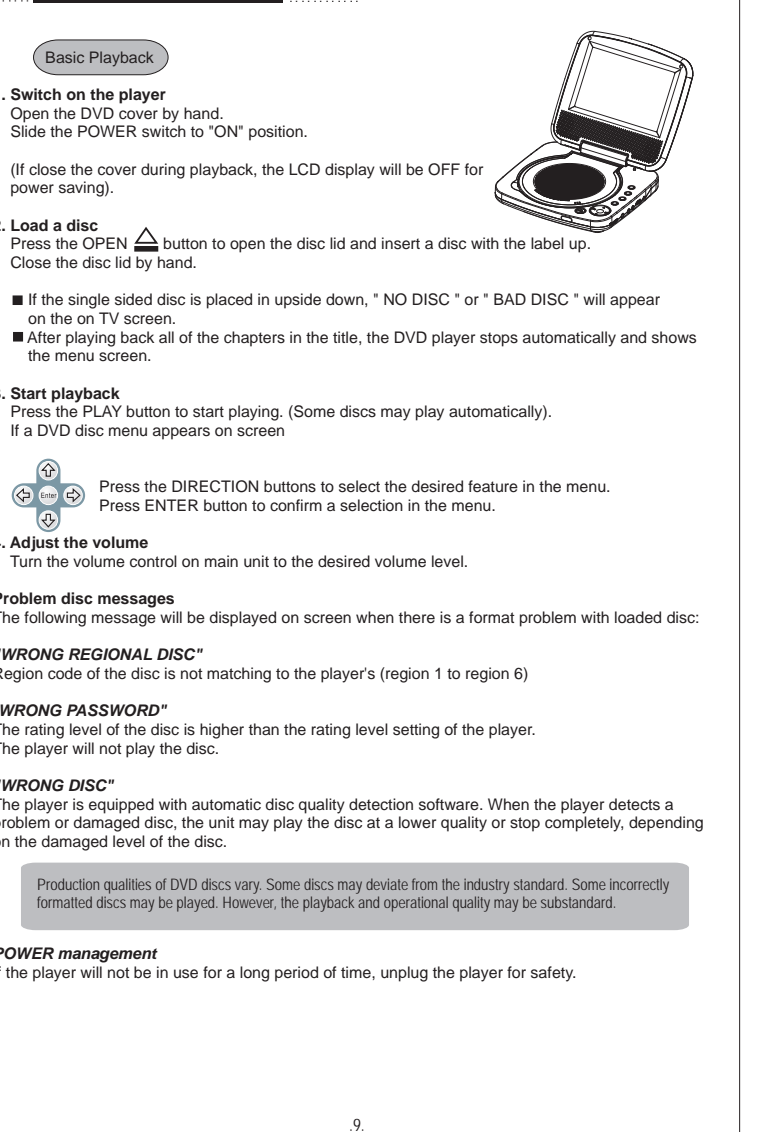 Basic Playback
. Switch on the player
Open the DVD cover by hand.
Slide the POWER switch to "ON" position.
(If close the cover during playback, the LCD display will be OFF for
power saving).
. Load a disc
Press the OPEN button to open the disc lid and insert a disc with the label up.
Close the disc lid by hand.
■ If the single sided disc is placed in upside down, " NO DISC " or " BAD DISC " will appear
on the on TV screen.
■ After playing back all of the chapters in the title, the DVD player stops automatically and shows
the menu screen.
. Start playback
Press the PLAY button to start playing. (Some discs may play automatically).
If a DVD disc menu appears on screen
Enter
Press the DIRECTION buttons to select the desired feature in the menu.
Press ENTER button to confirm a selection in the menu.
. Adjust the volume
Turn the volume control on main unit to the desired volume level.
Problem disc messages
The following message will be displayed on screen when there is a format problem with loaded disc:
"WRONG REGIONAL DISC"
Region code of the disc is not matching to the player's (region 1 to region 6)
"WRONG PASSWORD"
The rating level of the disc is higher than the rating level setting of the player.
The player will not play the disc.
"WRONG DISC"
The player is equipped with automatic disc quality detection software. When the player detects a
problem or damaged disc, the unit may play the disc at a lower quality or stop completely, depending
on the damaged level of the disc.
Production qualities of DVD discs vary. Some discs may deviate from the industry standard. Some incorrectly
formatted discs may be played. However, the playback and operational quality may be substandard.
POWER management
If the player will not be in use for a long period of time, unplug the player for safety.
.9.